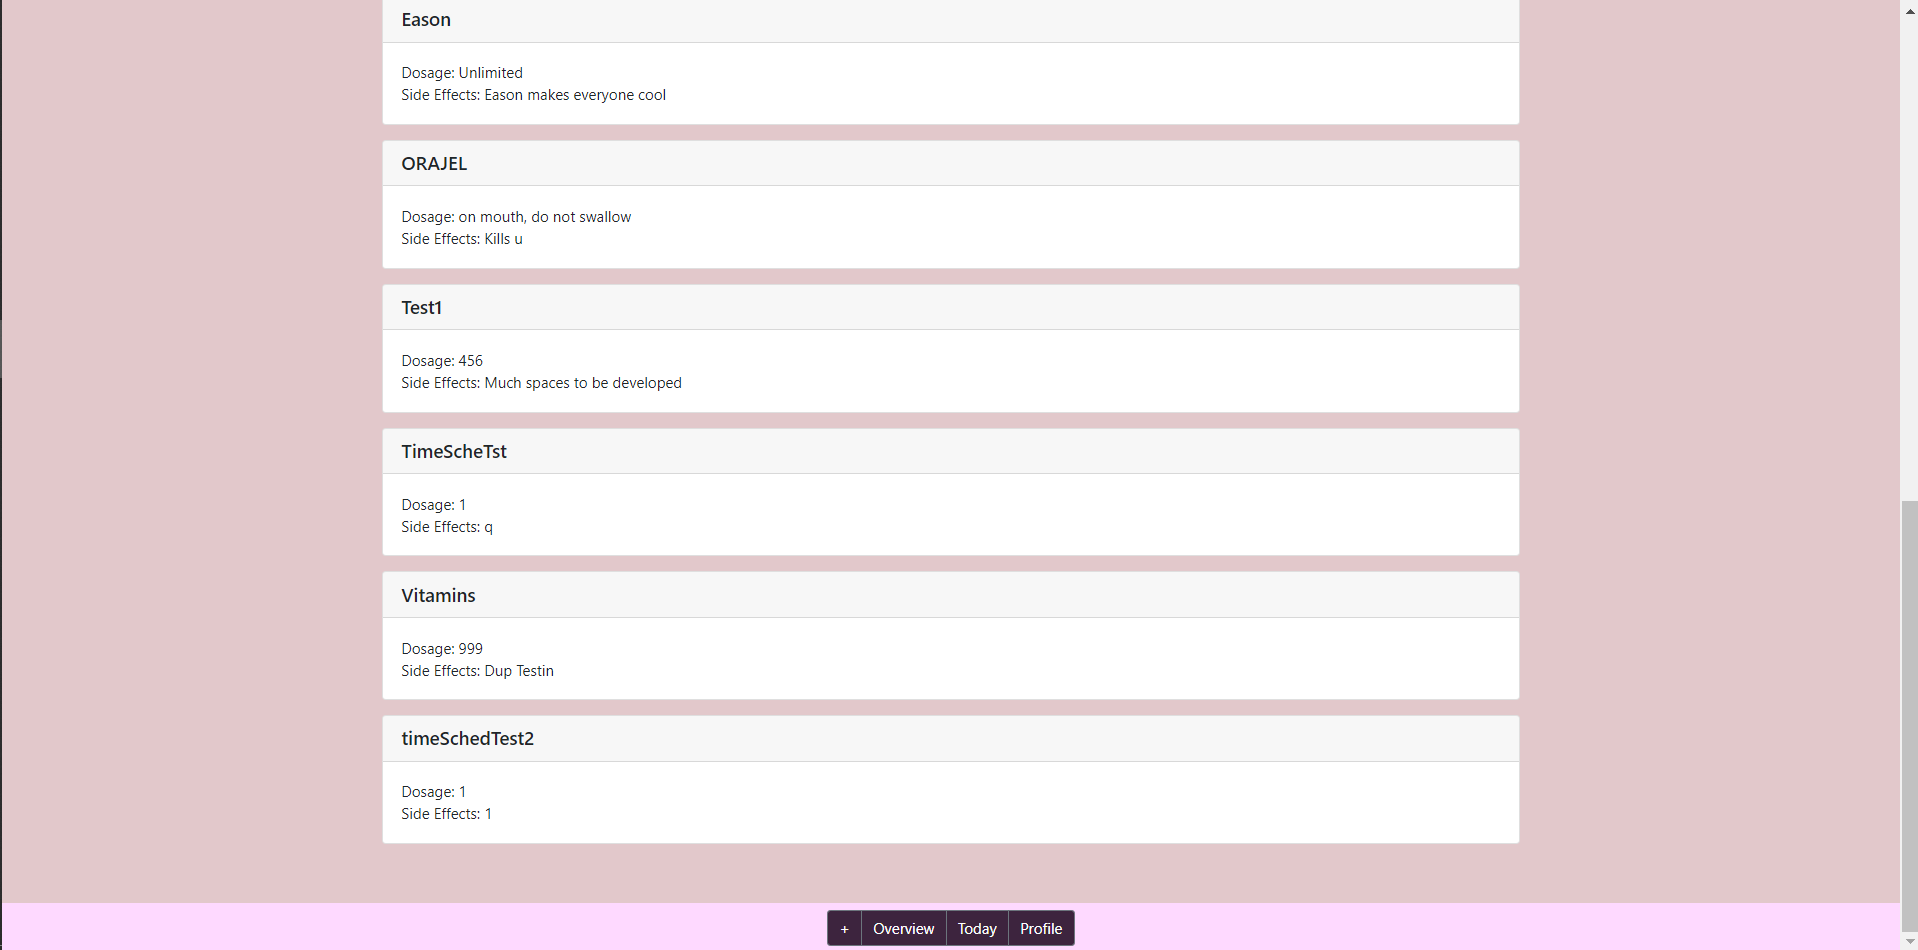 Eason
Dosage: Unlimited
Side Effects: Eason makes everyone cool
ORAJEL
Dosage: on mouth, do not swallow
Side Effects: Kills u
Test1
Dosage: 456
Side Effects: Much spaces to be developed
TimeScheTst
Dosage: 1
Side Effects: q
Vitamins
Dosage: 999
Side Effects: Dup Testin
timeSchedTest2
Dosage: 1
Side Effects: 1
+ Overview Today Profile